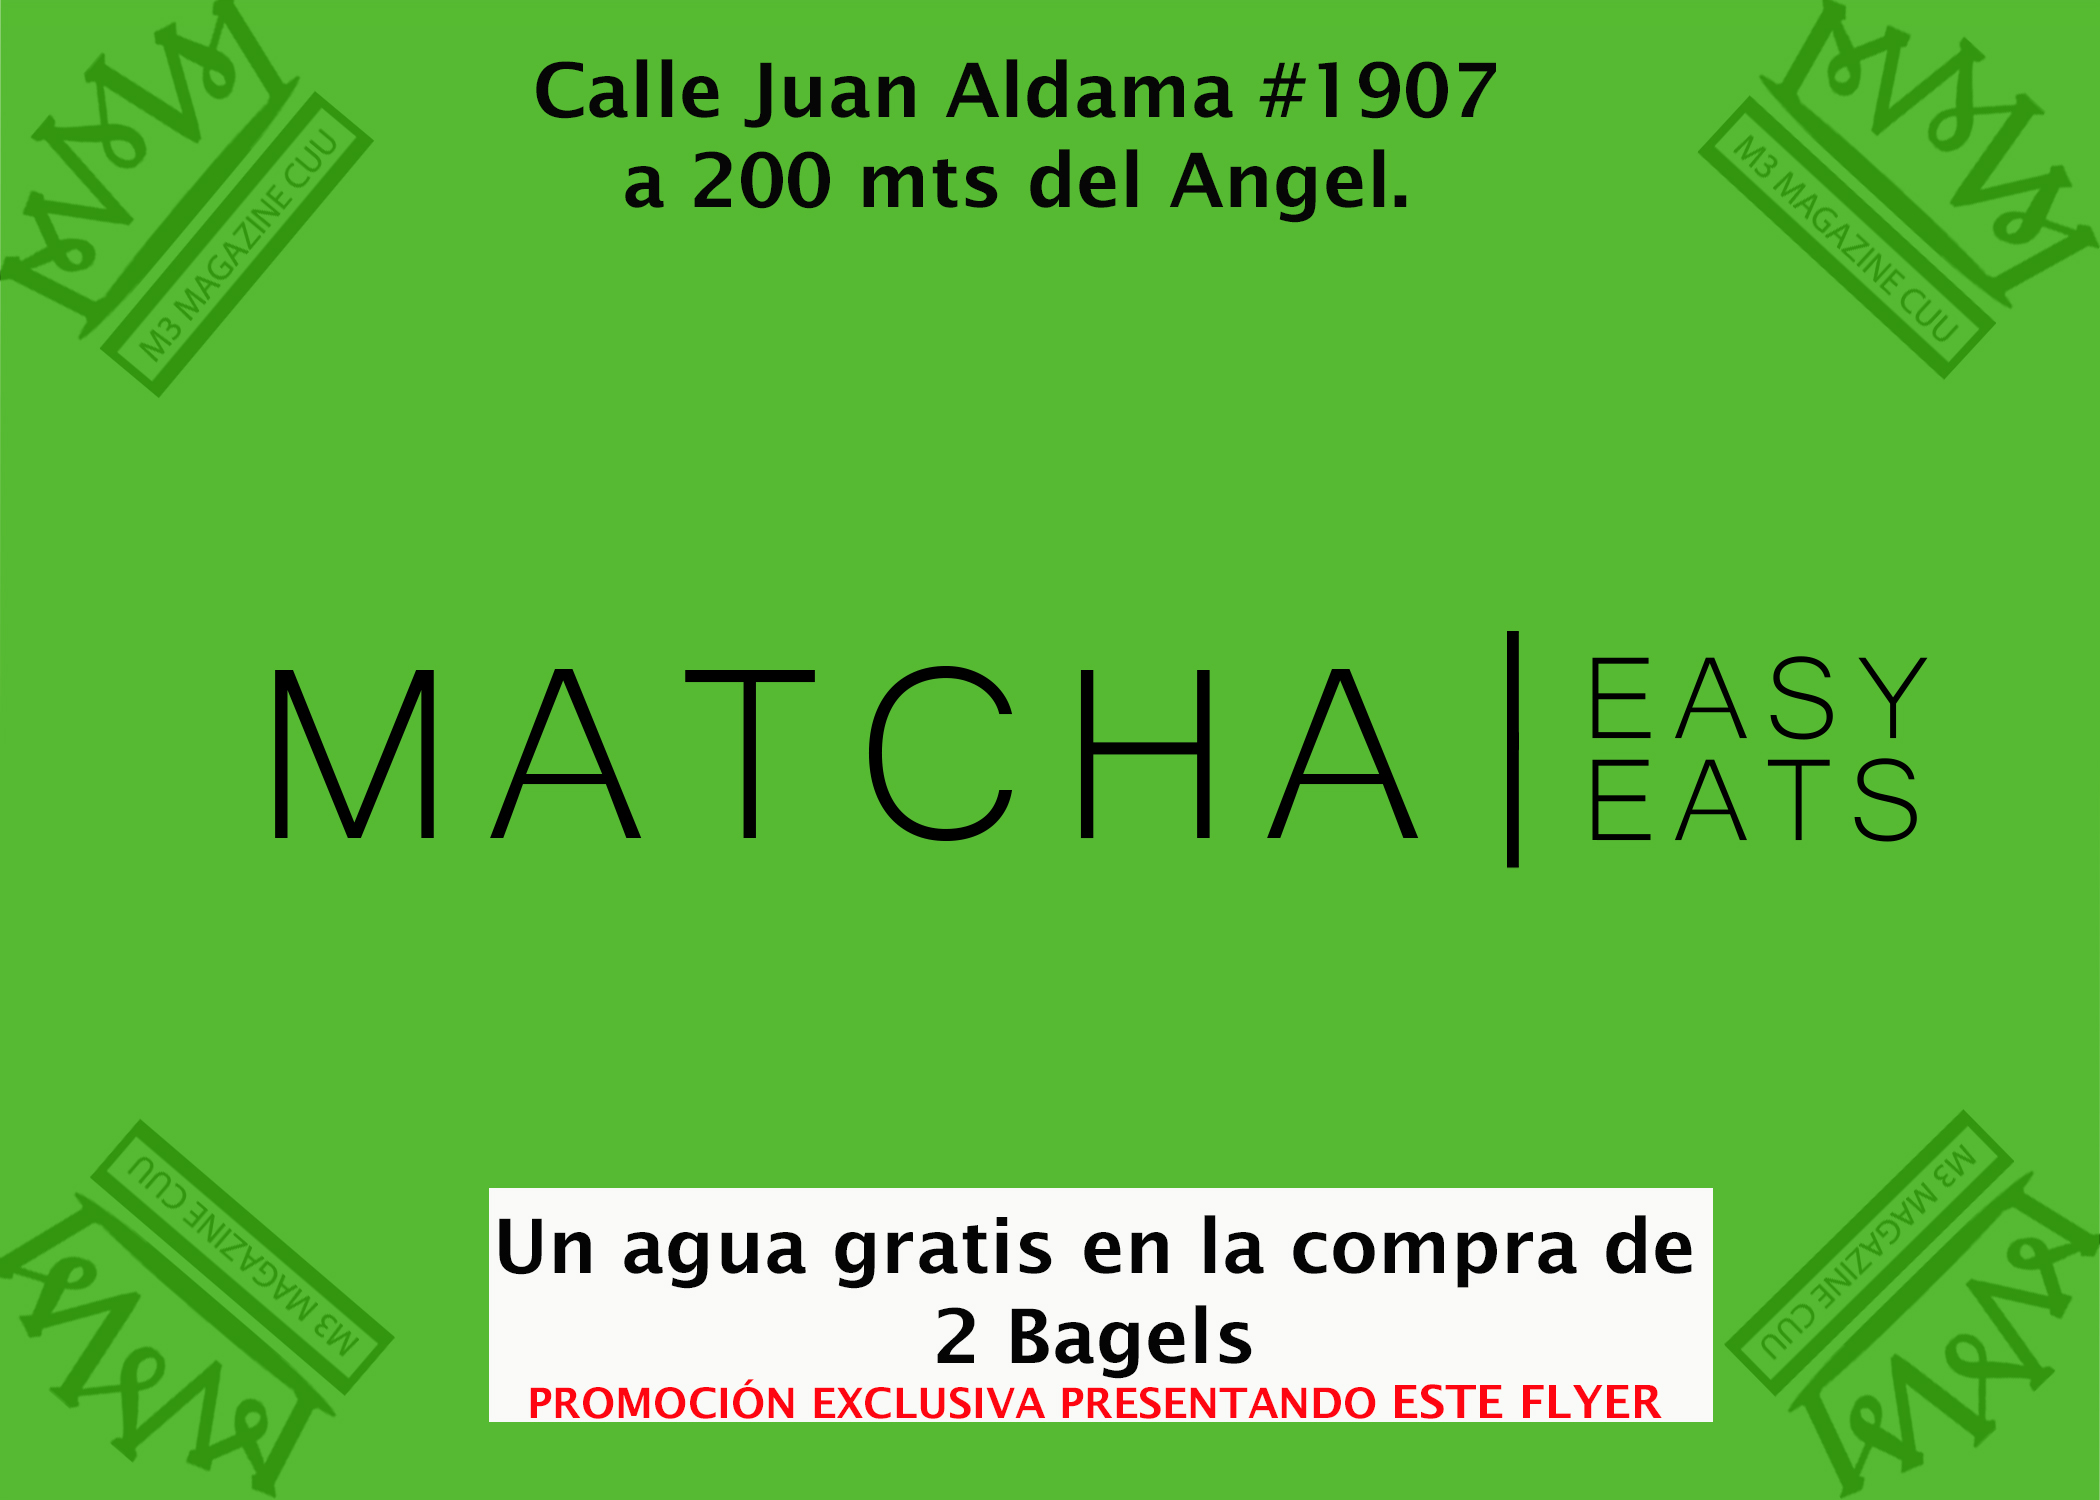 Calle Juan Aldama #1907
a 200 mts del Angel.
M3 MAGAZINE CUU
M3 MAGAZINE CUU
MATCHA
EASY
EATS
M3 MAGAZINE CUU
M3 MAGAZINE CUU
Un agua gratis en la compra de
2 Bagels
PROMOCIÓN EXCLUSIVA PRESENTANDO ESTE FLYER